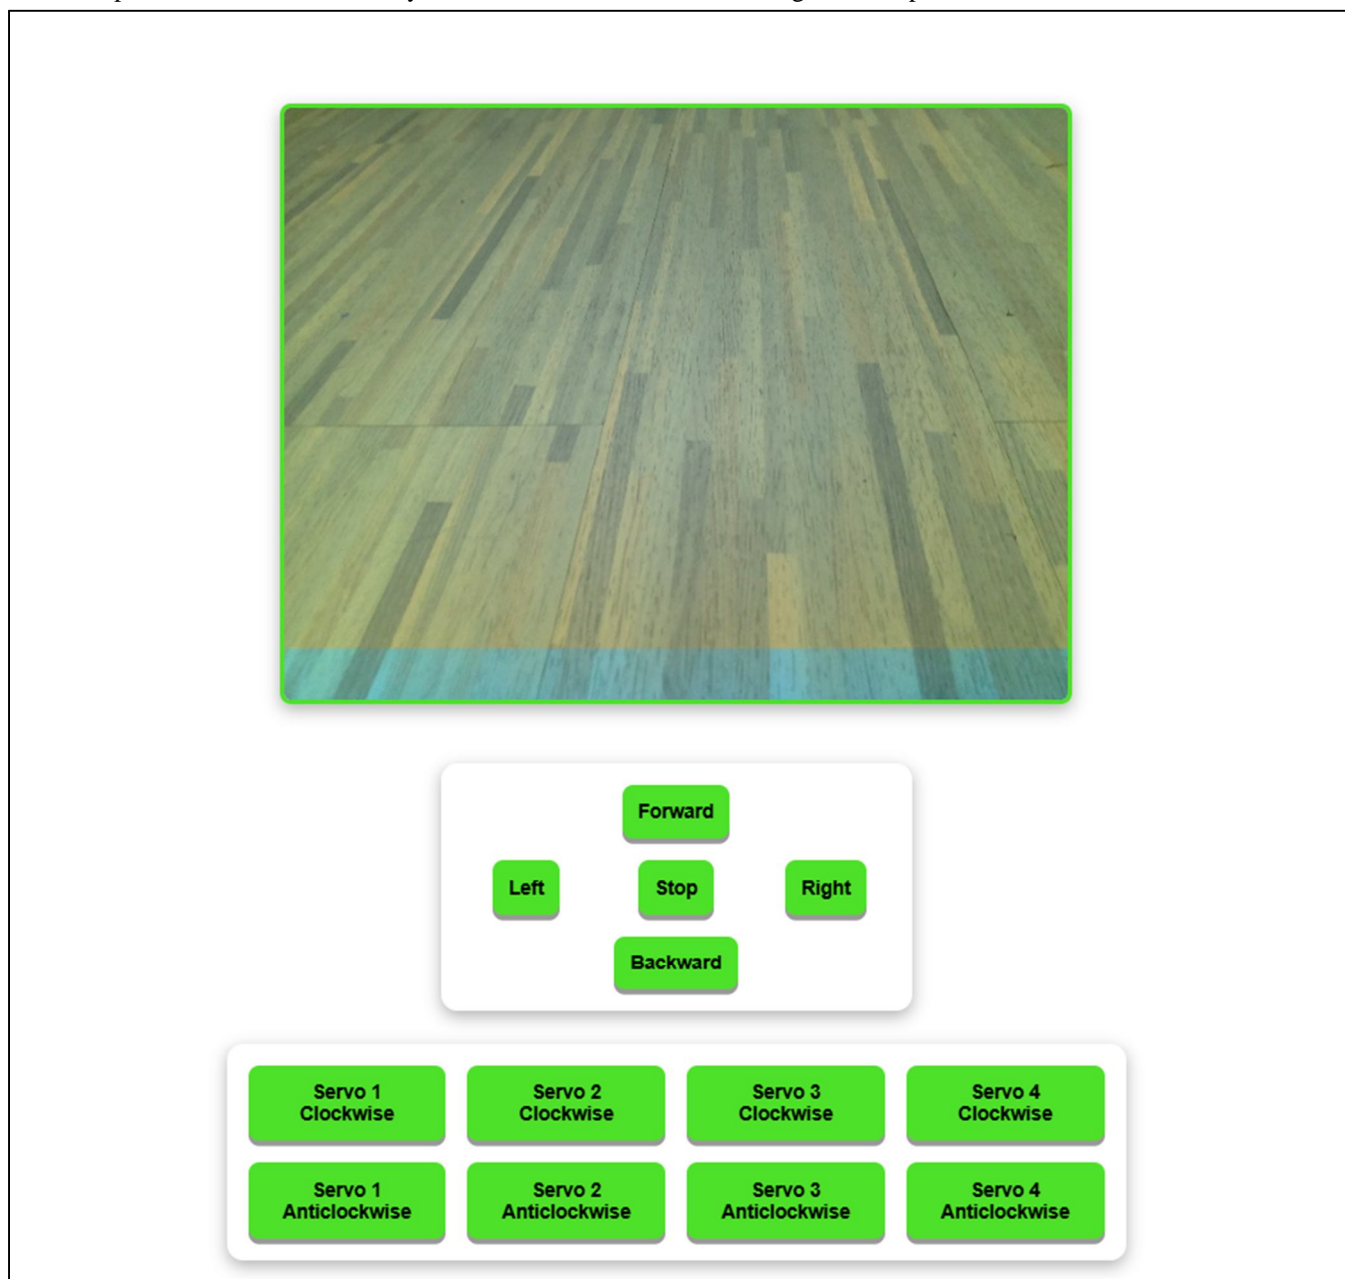 Forward
Left Stop Right
Backward
Servo 1 Servo 2 Servo 3 Servo 4
Clockwise Clockwise Clockwise Clockwise
Servo 1 Servo 2 Servo 3 Servo 4
Anticlockwise Anticlockwise Anticlockwise Anticlockwise